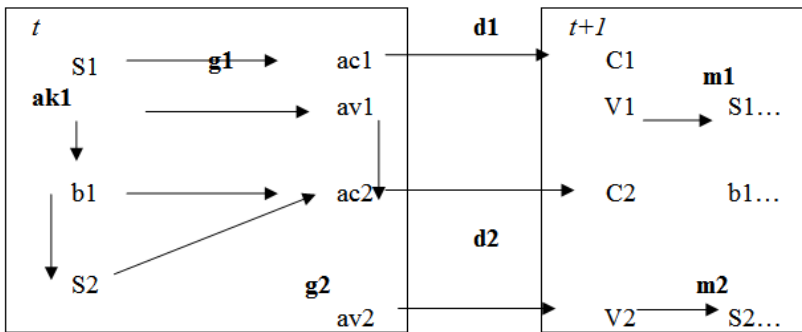 t d1 t+1
S1 g1 ac1 C1
ak1 av1 V1 m1 S1...
b1 ac2 C2 b1...
d2
S2 g2 m2
av2 V2 S2...